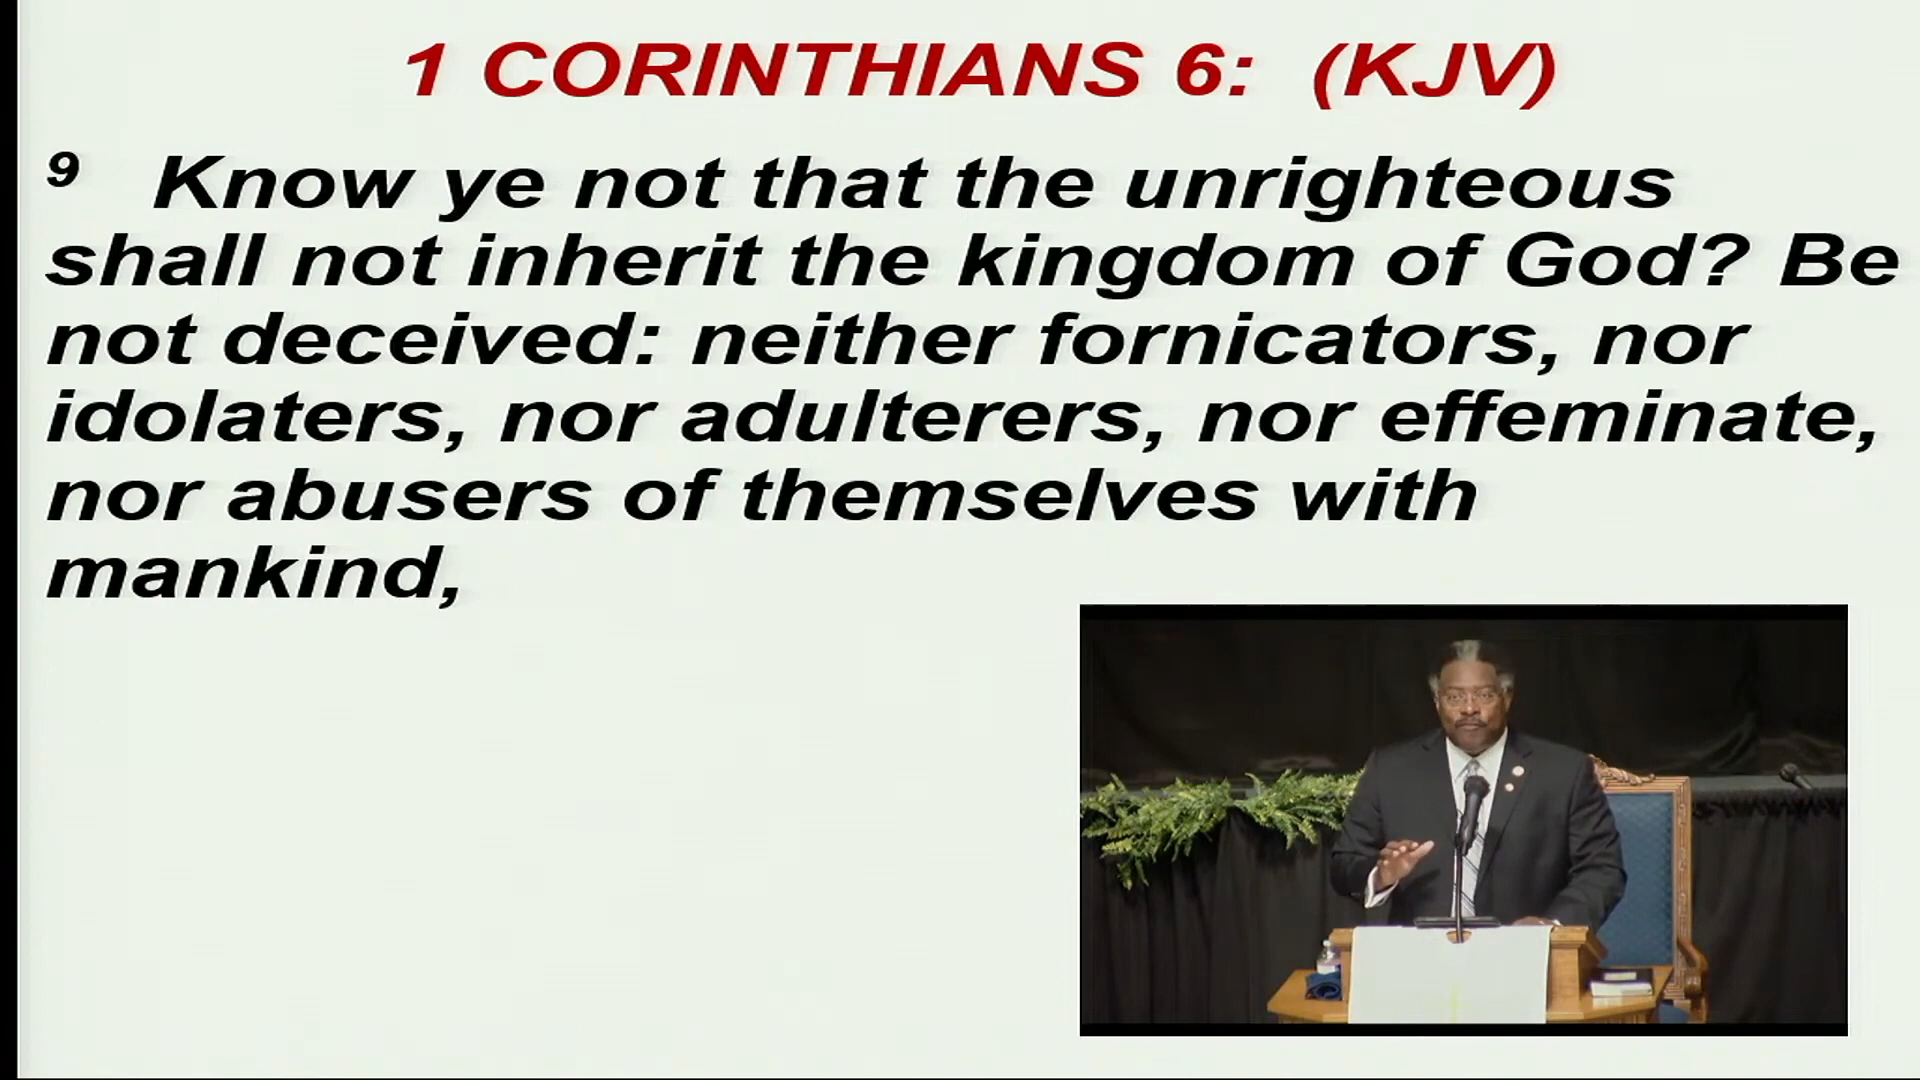 1 CORINTHIANS 6: (KJV)
9 Know ye not that the unrighteous
shall not inherit the kingdom of God? Be
not deceived: neither fornicators, nor
idolaters, nor adulterers, nor effeminate,
nor abusers of themselves with
mankind,